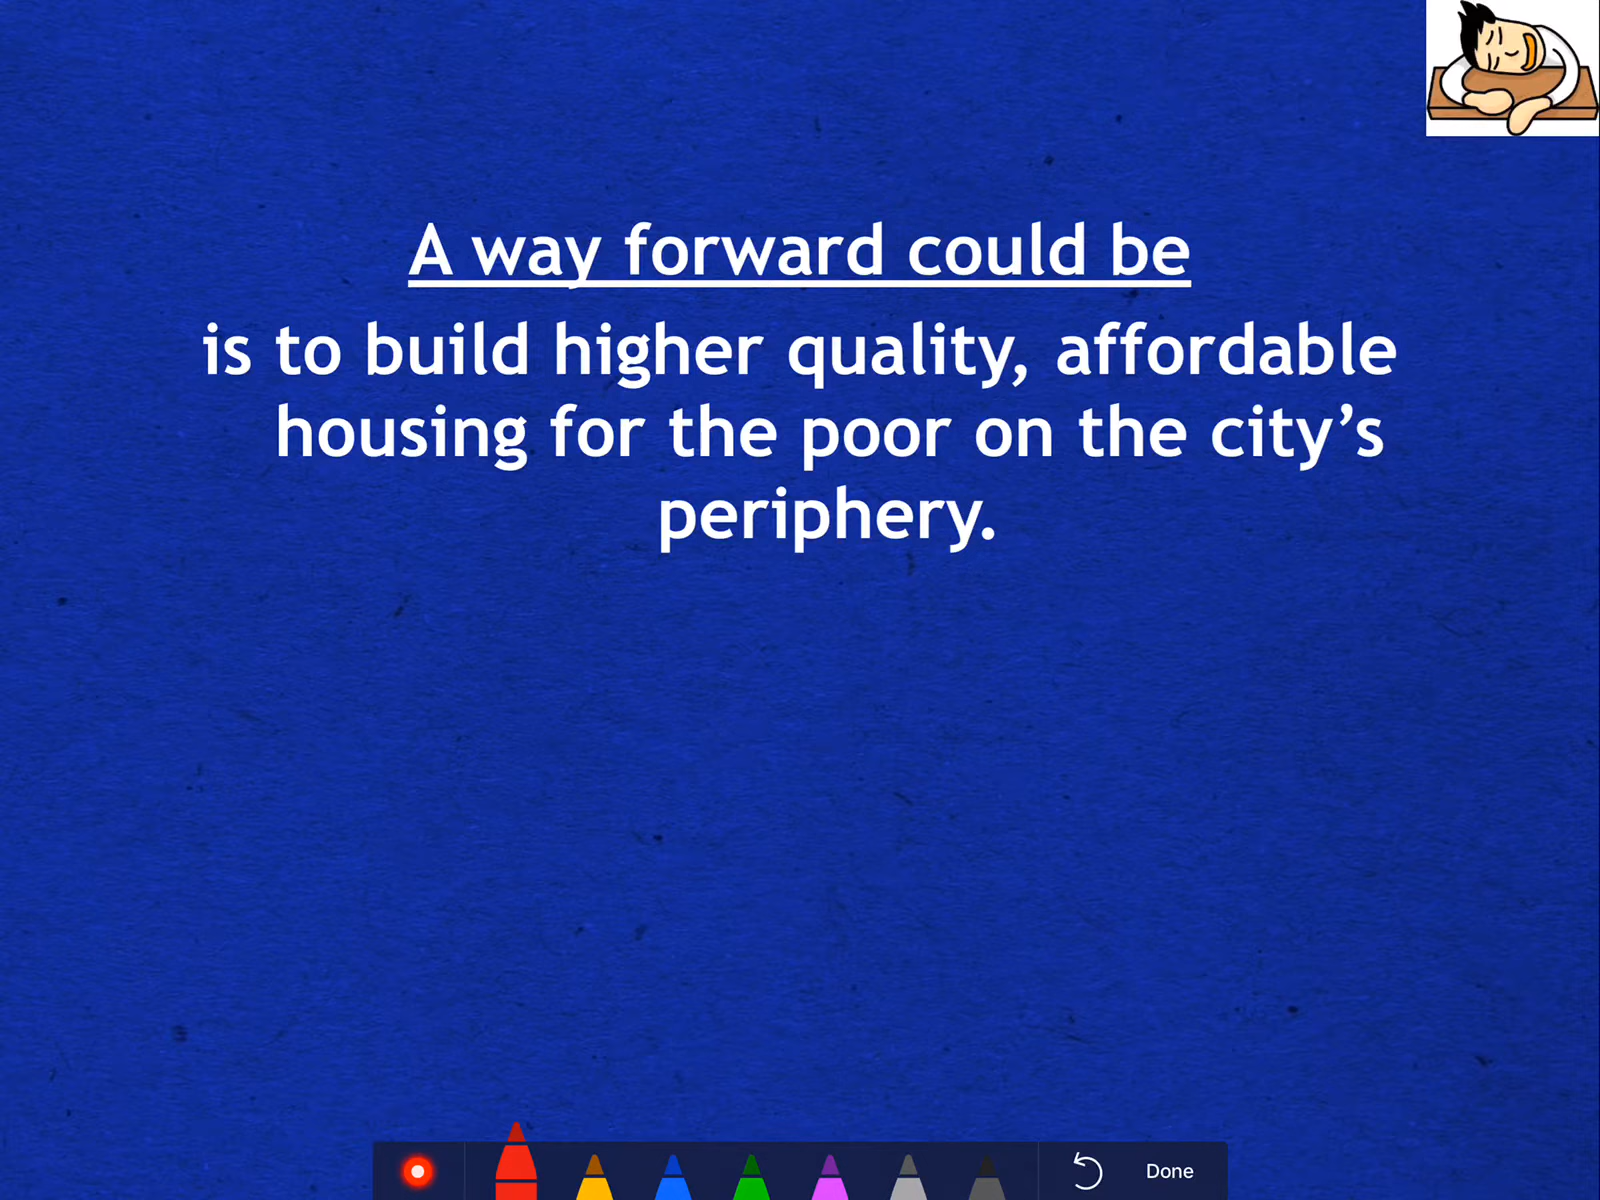 A way forward could be
is to build higher quality, affordable
housing for the poor on the city’s
periphery.
Done